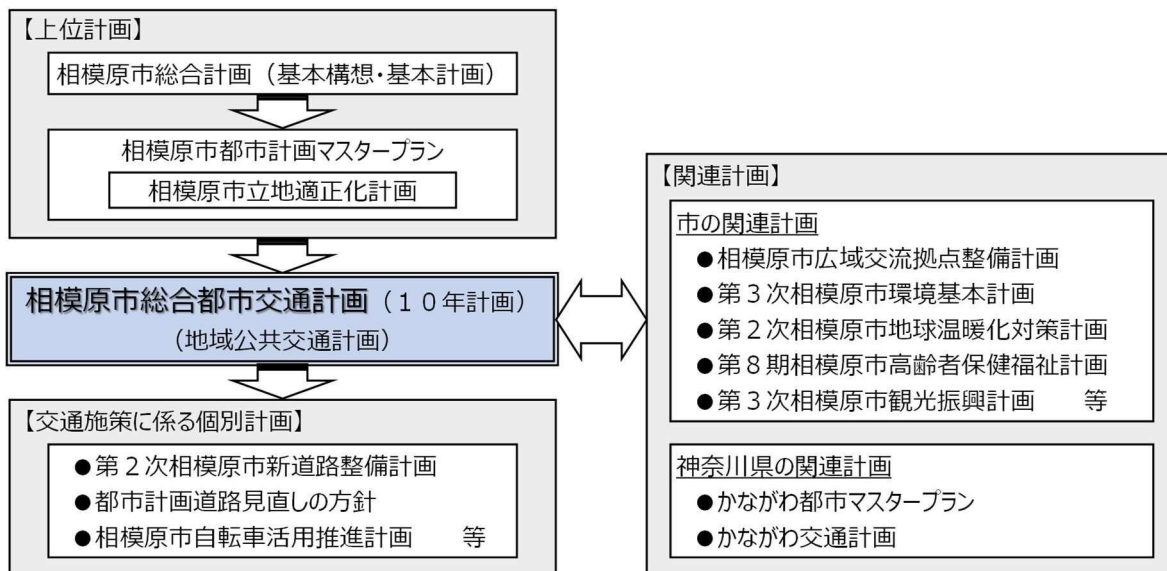 【上位計画】
相模原市総合計画（基本構想・基本計画）
相模原市都市計画マスタープラン
相模原市立地適正化計画
相模原市総合都市交通計画（１０年計画）
（地域公共交通計画）
【交通施策に係る個別計画】
●第２次相模原市新道路整備計画
●都市計画道路見直しの方針
●相模原市自転車活用推進計画　　等
【関連計画】
市の関連計画
●相模原市広域交流拠点整備計画
●第３次相模原市環境基本計画
●第２次相模原市地球温暖化対策計画
●第８期相模原市高齢者保健福祉計画
●第３次相模原市観光振興計画　　等
神奈川県の関連計画
●かながわ都市マスタープラン
●かながわ交通計画